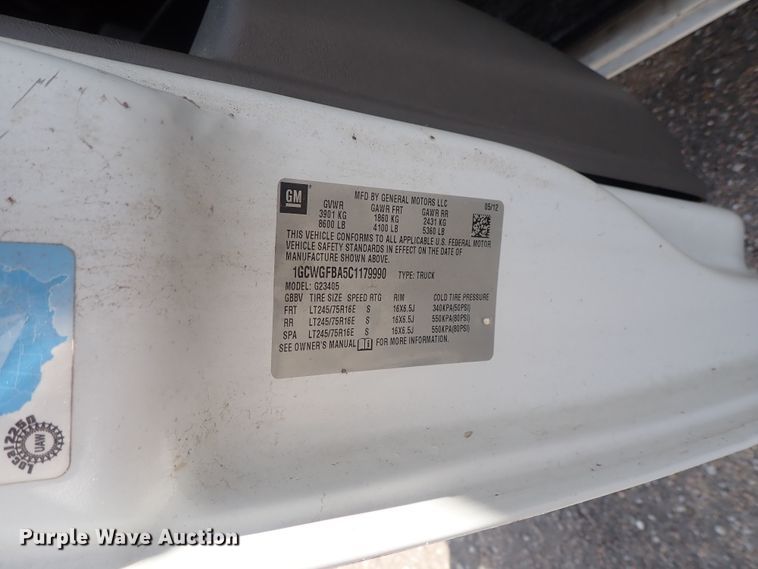 GM
MFD BY GENERAL MOTORS LLC
05/12
GVWR GAWR FRT GAWR RR
3901 KG 1860 KG 2431 KG
8600 LB 4100 LB 5360 LB
THIS VEHICLE CONFORMS TO ALL APPLICABLE U.S. FEDERAL MOTOR
VEHICLE SAFETY STANDARDS IN EFFECT ON THE DATE OF
MANUFACTURE SHOWN ABOVE.
1GCWGFBA5C1179990 TYPE: TRUCK
MODEL: G23405
GBBV TIRE SIZE SPEED RTG RIM COLD TIRE PRESSURE
FRT LT245/75R16E S 16X6.5J 340KPA(50PSI)
RR LT245/75R16E S 16X6.5J 550KPA(80PSI)
SPA LT245/75R16E S 16X6.5J 550KPA(80PSI)
SEE OWNER'S MANUAL FOR MORE INFORMATION.
Local 2250
UAW
Purple Wave Auction